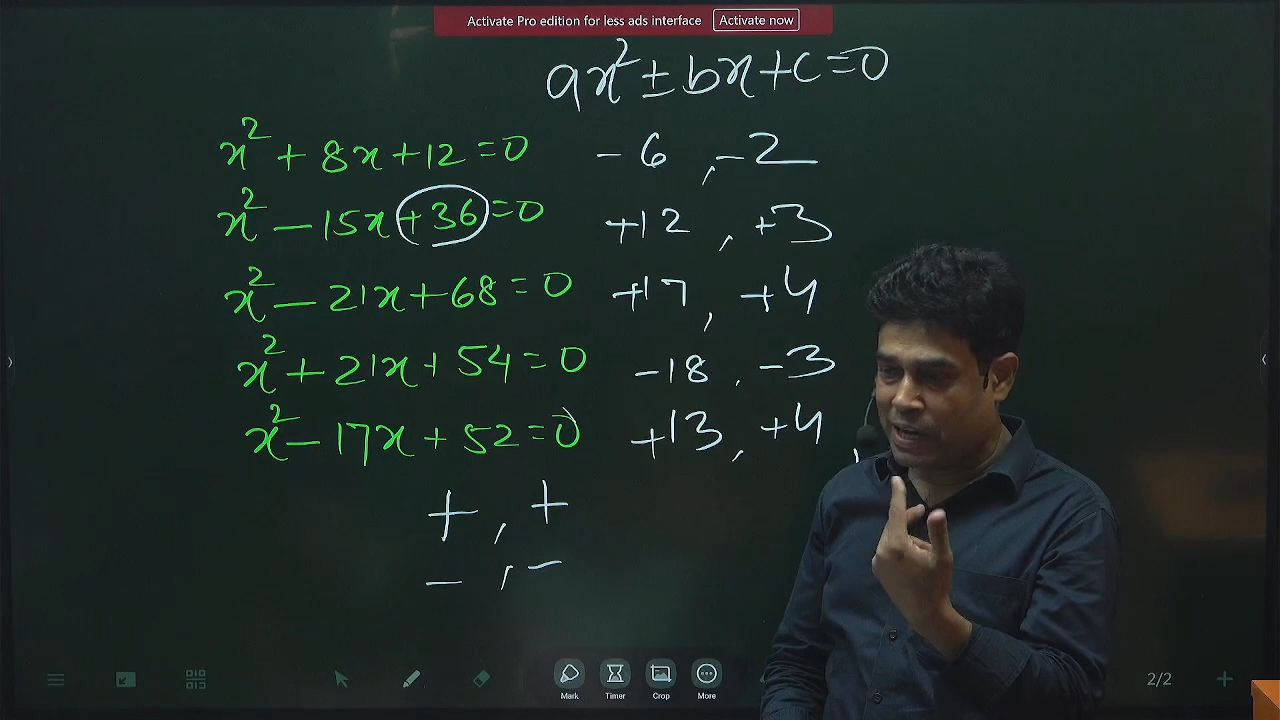 Activate Pro edition for less ads interface Activate now
ax² ± bx + c = 0
x² + 8x + 12 = 0 -6, -2
x² - 15x + 36 = 0 +12, +3
x² - 21x + 68 = 0 +17, +4
x² + 21x + 54 = 0 -18, -3
x² - 17x + 52 = 0 +13, +4,
+, +
-, -
Mark Timer Crop More
2/2